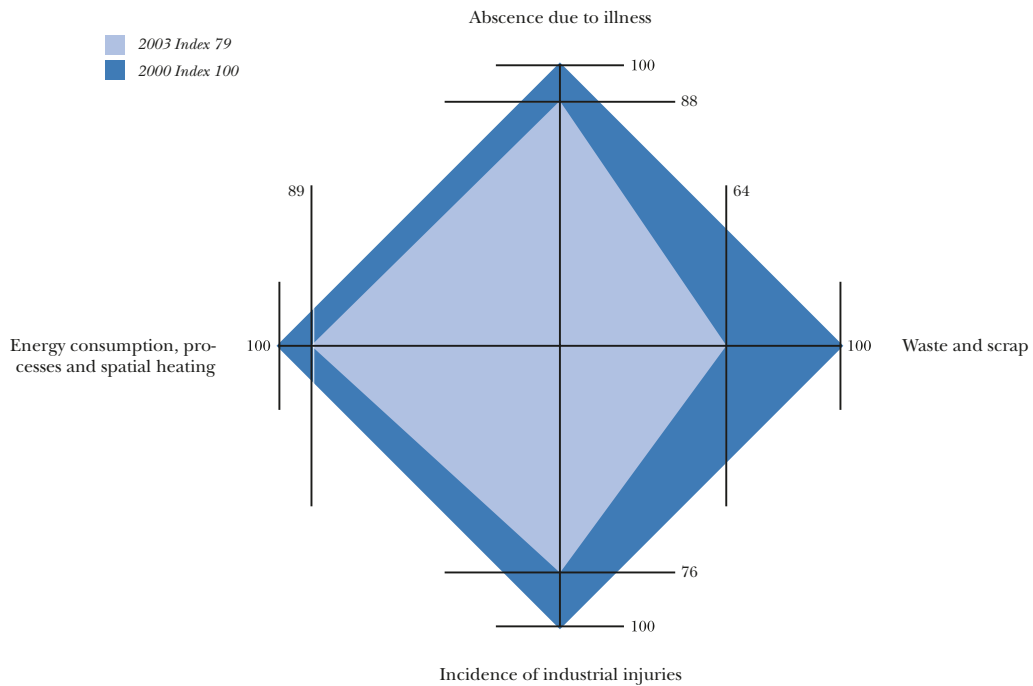 Abscence due to illness
2003 Index 79
2000 Index 100
100
88
89
64
Energy consumption, pro-
cesses and spatial heating
100
100
Waste and scrap
76
100
Incidence of industrial injuries